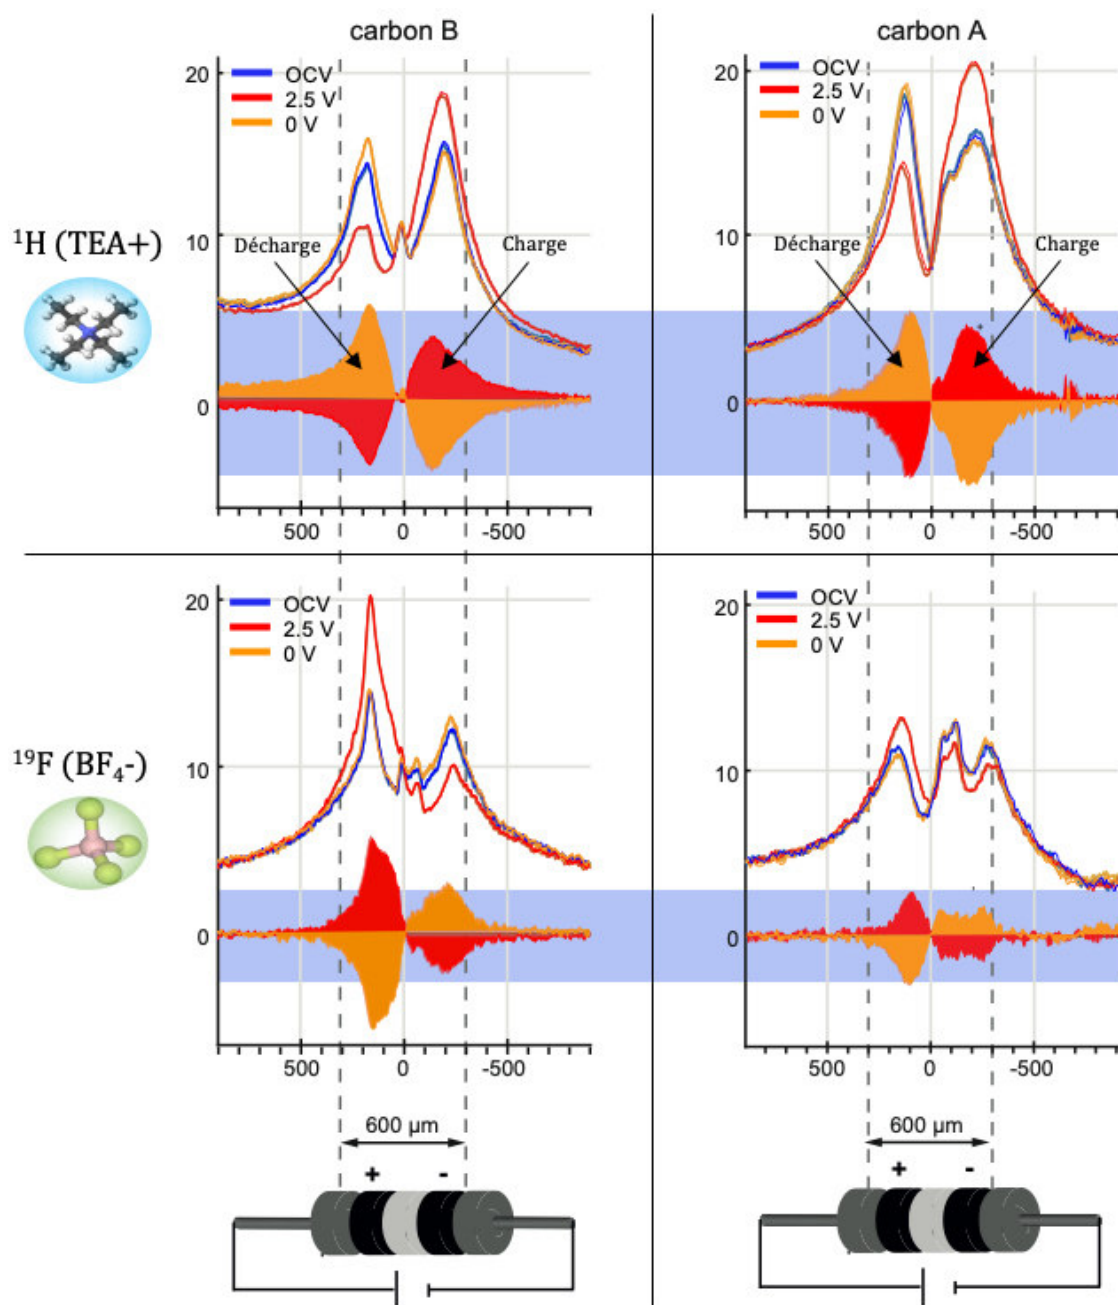 carbon B
carbon A
20
OCV
2.5 V
0 V
10
Décharge
Charge
0
500
0
-500
20
OCV
2.5 V
0 V
10
Décharge
Charge
0
500
0
-500
¹H (TEA+)
20
OCV
2.5 V
0 V
10
0
500
0
-500
20
OCV
2.5 V
0 V
10
0
500
0
-500
¹⁹F (BF₄-)
600 µm
+ -
600 µm
+ -